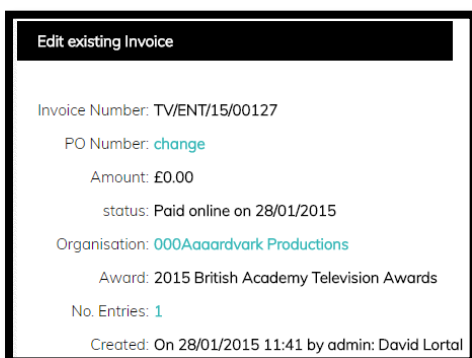 Edit existing Invoice
Invoice Number: TV/ENT/15/00127
PO Number: change
Amount: £0.00
status: Paid online on 28/01/2015
Organisation: 000Aaaardvark Productions
Award: 2015 British Academy Television Awards
No. Entries: 1
Created: On 28/01/2015 11:41 by admin: David Lortal